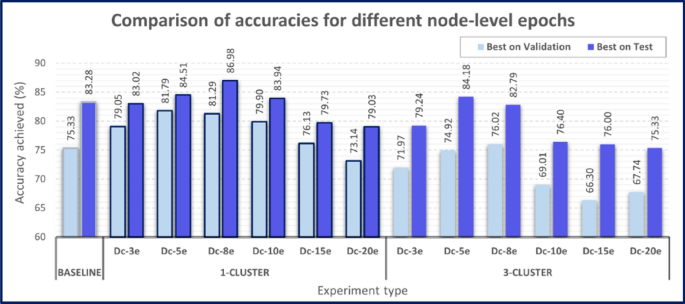 Comparison of accuracies for different node-level epochs
Best on Validation Best on Test
Accuracy achieved (%)
90
85
80
75
70
65
60
75.33 83.28 79.05 83.02 81.79 84.51 81.29 86.98 79.90 83.94 76.13 79.73 73.14 79.03 71.97 79.24 74.92 84.18 76.02 82.79 69.01 76.40 66.30 76.00 67.74 75.33
Dc-3e Dc-5e Dc-8e Dc-10e Dc-15e Dc-20e Dc-3e Dc-5e Dc-8e Dc-10e Dc-15e Dc-20e
BASELINE 1-CLUSTER 3-CLUSTER
Experiment type